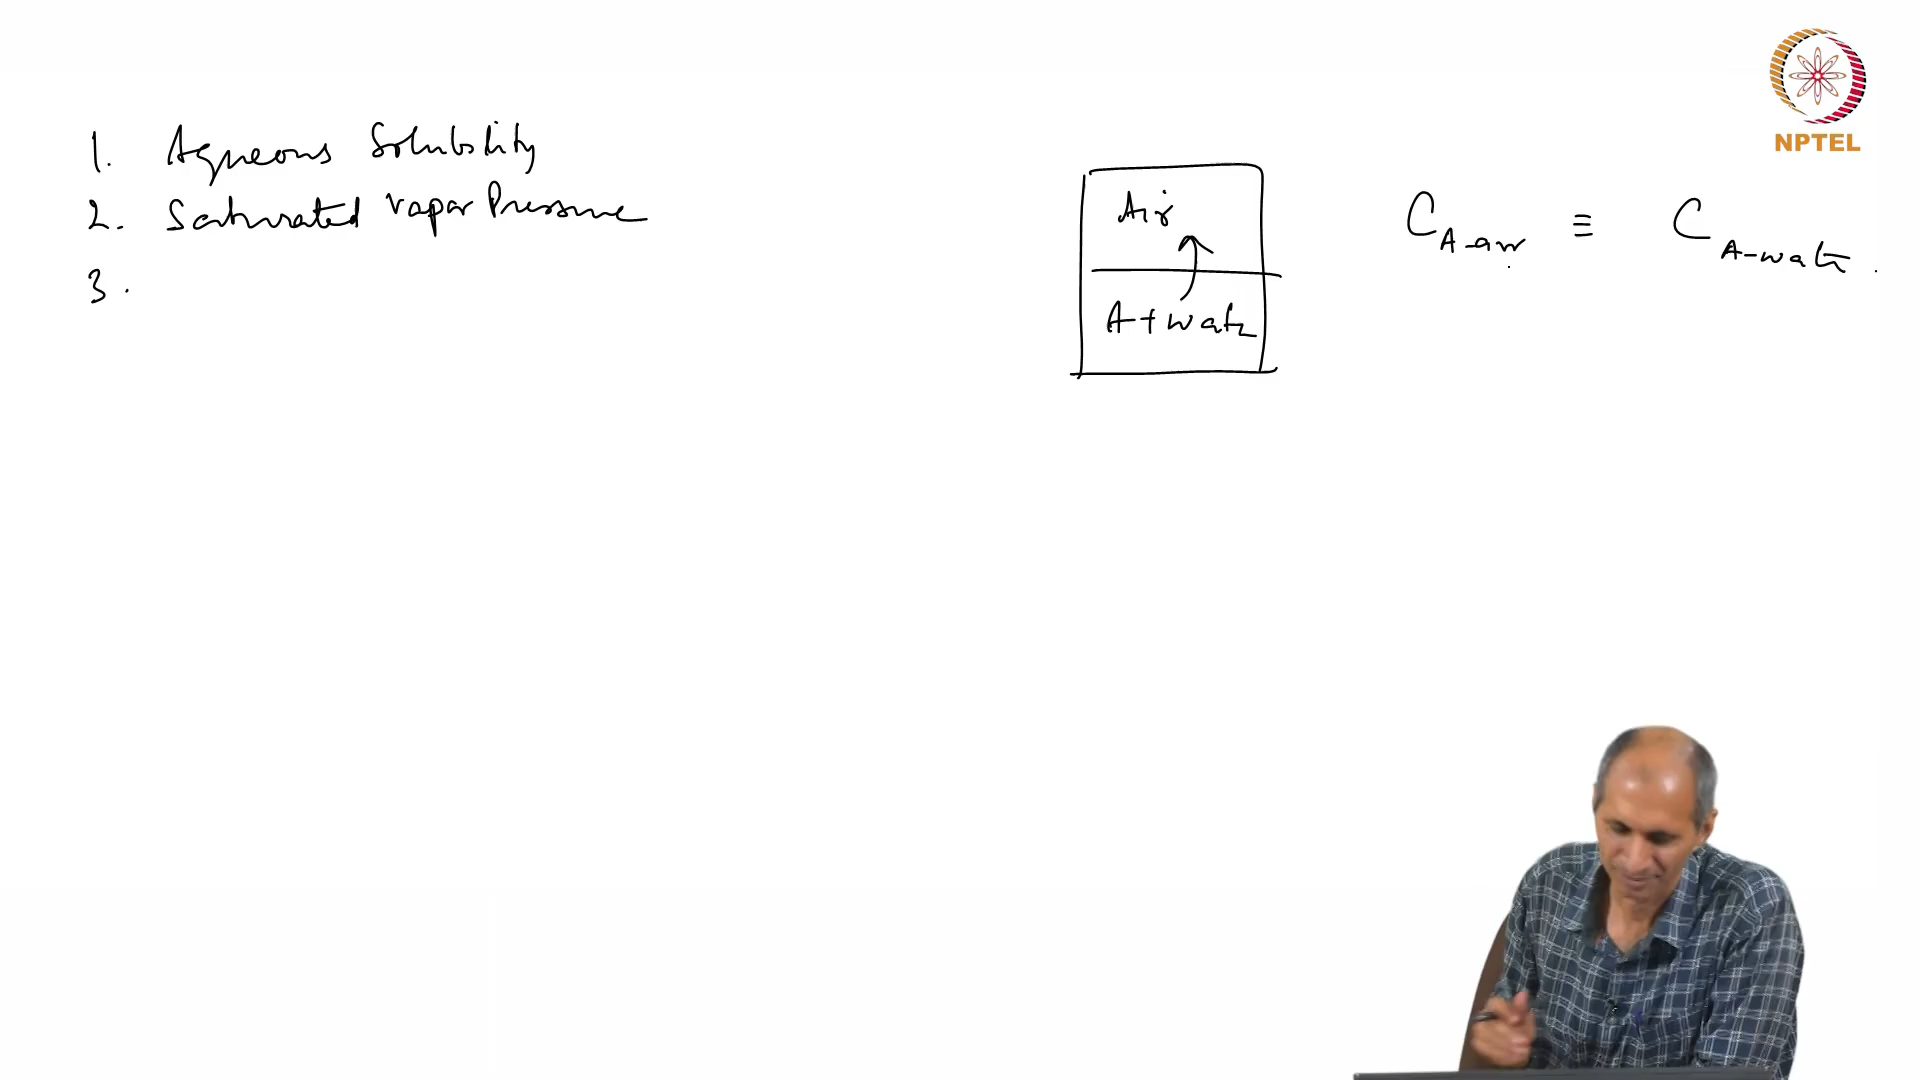 1. Aqueous Solubility
2. Saturated Vapor Pressure
3.
Air
A + water
C A-air ≡ C A-water
NPTEL